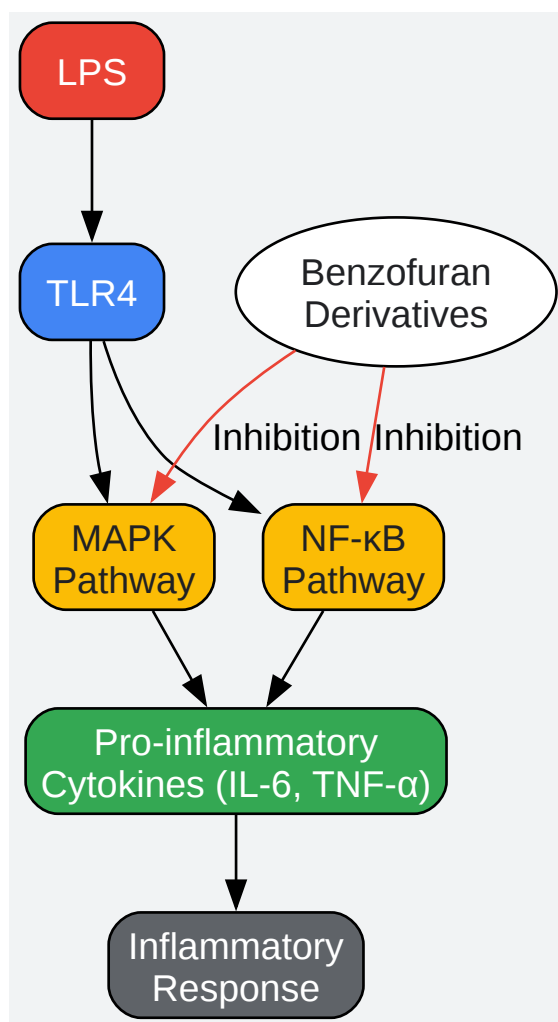 LPS
TLR4
Benzofuran
Derivatives
Inhibition
Inhibition
MAPK
Pathway
NF-κB
Pathway
Pro-inflammatory
Cytokines (IL-6, TNF-α)
Inflammatory
Response